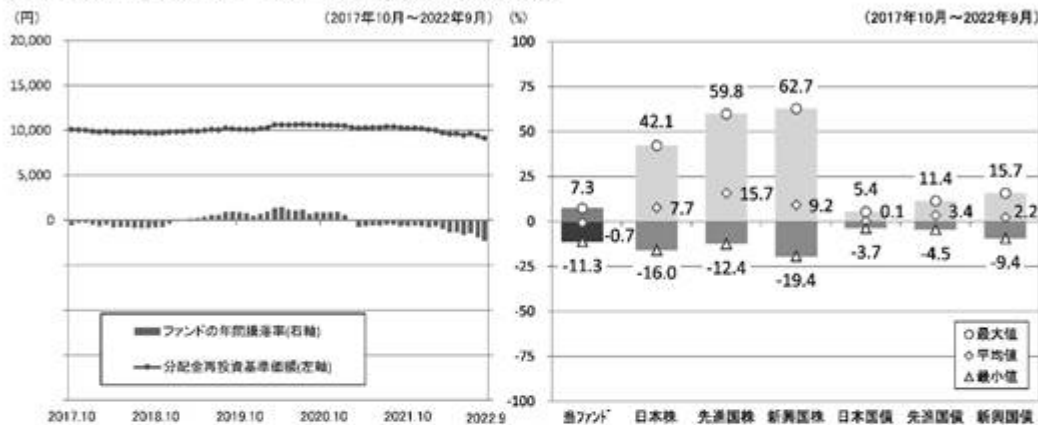 (円)
(2017年10月～2022年9月)
20,000
15,000
10,000
5,000
0
ファンドの年間騰落率(右軸)
分配金再投資基準価額(左軸)
2017.10 2018.10 2019.10 2020.10 2021.10 2022.9
(%)
(2017年10月～2022年9月)
100
75
50
25
0
-25
-50
-75
-100
7.3 42.1 59.8 62.7 5.4 11.4 15.7
-0.7 7.7 15.7 9.2 0.1 3.4 2.2
-11.3 -16.0 -12.4 -19.4 -3.7 -4.5 -9.4
最大値
平均値
最小値
当ファンド 日本株 先進国株 新興国株 日本国債 先進国債 新興国債